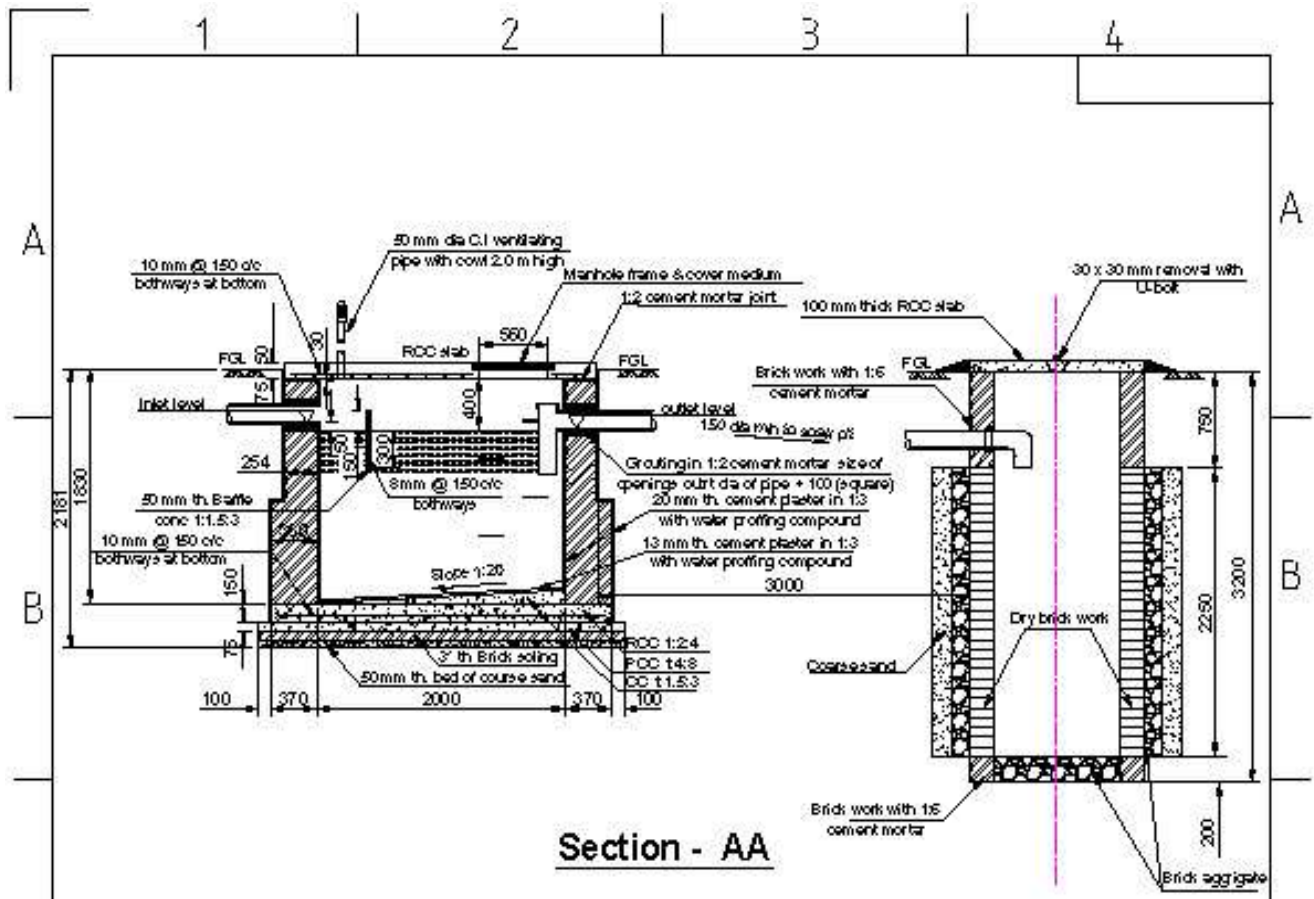 1 2 3 4
A
A
B
B
50 mm dia C.I ventilating
pipe with cowl 2.0 m high
10 mm @ 150 c/c
bothways at bottom
Manhole frame & cover medium
1:2 cement mortar joint
RCC slab
560
FGL
FGL
50
30
75
400
Inlet level
outlet level
150 dia
254
150
300
8mm @ 150 c/c
bothways
50 mm th. Baffle
conc 1:1.5:3
10 mm @ 150 c/c
bothways at bottom
Grouting in 1:2 cement mortar size of
openings outrt dia of pipe + 100 (square)
20 mm th. cement plaster in 1:3
with water proffing compound
13 mm th. cement plaster in 1:3
with water proffing compound
Slope 1:20
2181
1830
150
75
3000
RCC 1:2:4
PCC 1:4:8
CC 1:1.5:3
3" th Brick soling
50mm th. bed of course sand
100
370
2000
370
100
30 x 30 mm removal with
U-bolt
100 mm thick RCC slab
FGL
Brick work with 1:6
cement mortar
750
2250
3200
200
Dry brick work
Coarse sand
Brick work with 1:6
cement mortar
Brick aggrigate
Section - AA